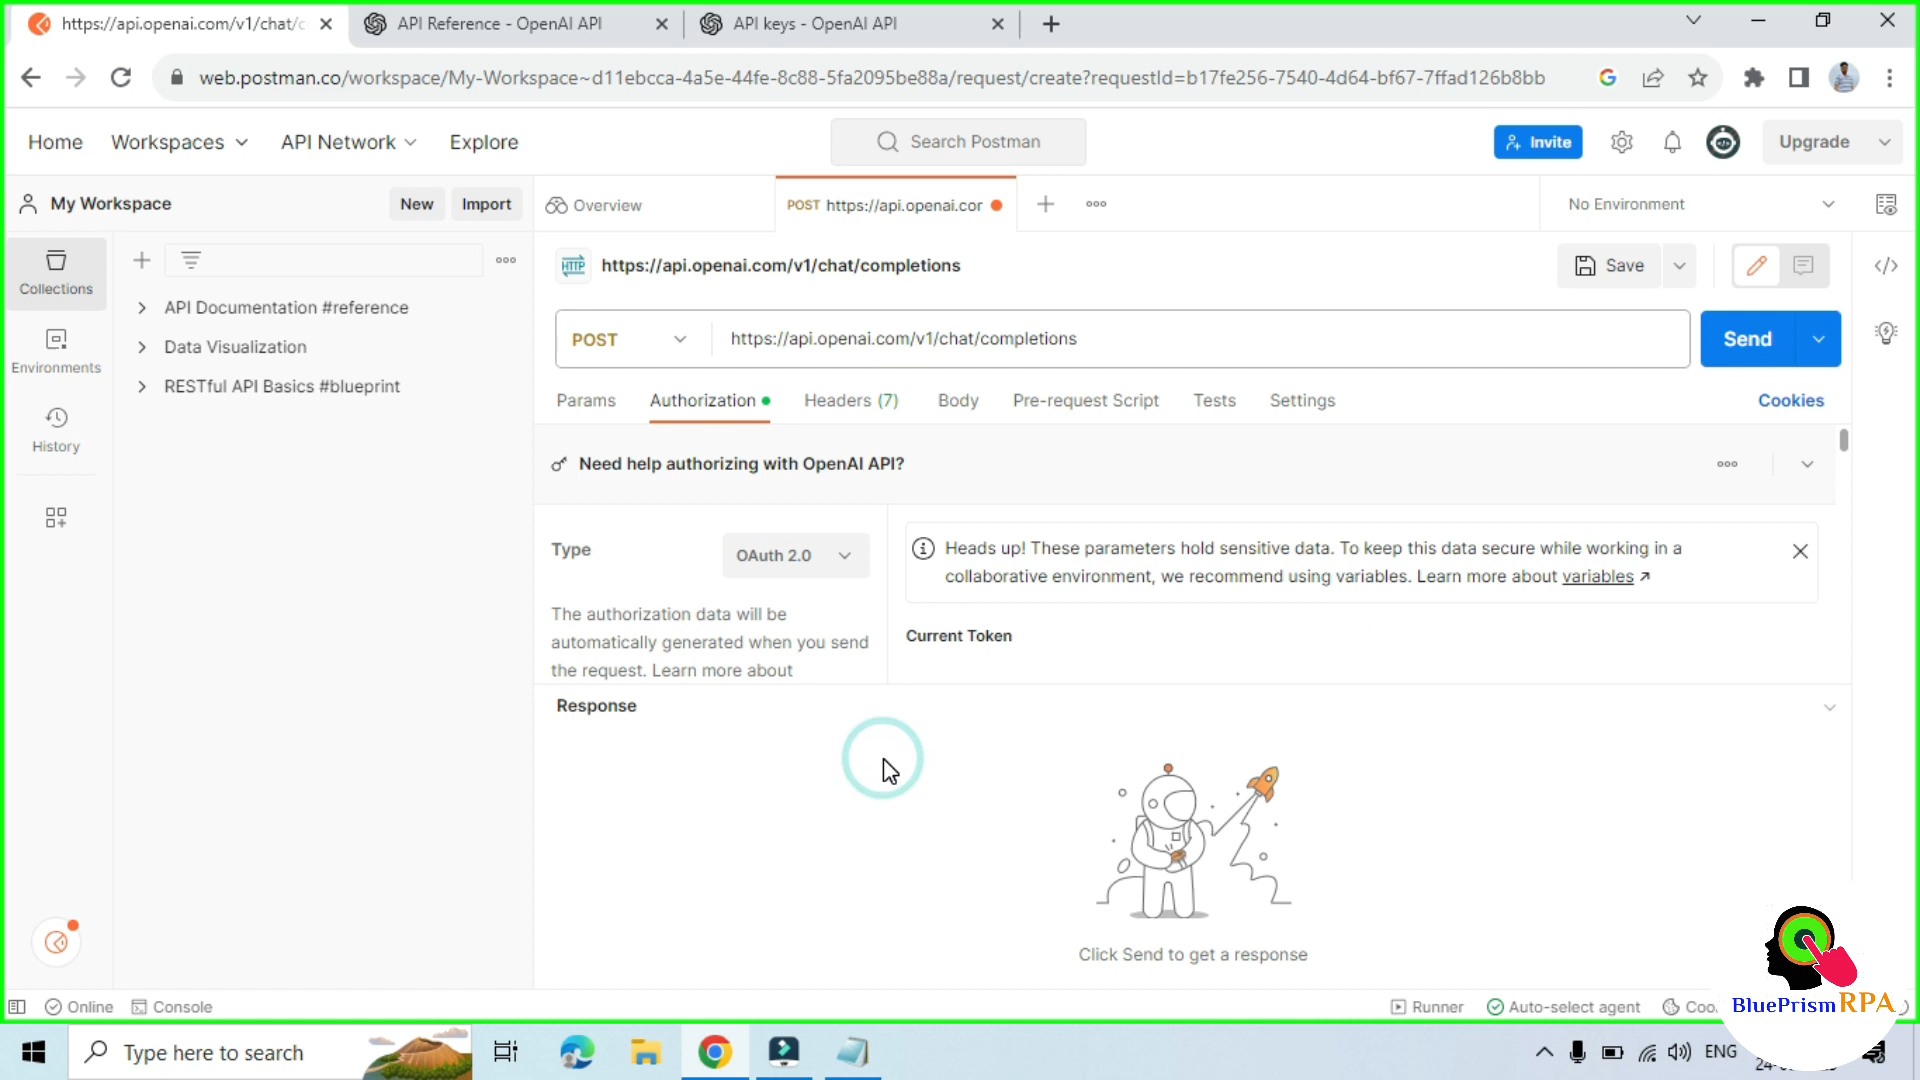 https://api.openai.com/v1/chat/c
API Reference - OpenAI API
API keys - OpenAI API
web.postman.co/workspace/My-Workspace~d11ebcca-4a5e-44fe-8c88-5fa2095be88a/request/create?requestId=b17fe256-7540-4d64-bf67-7ffad126b8bb
Home
Workspaces
API Network
Explore
Search Postman
Invite
Upgrade
My Workspace
New
Import
Overview
POST https://api.openai.cor
No Environment
Collections
Environments
History
API Documentation #reference
Data Visualization
RESTful API Basics #blueprint
HTTP
https://api.openai.com/v1/chat/completions
Save
POST
https://api.openai.com/v1/chat/completions
Send
Params
Authorization
Headers (7)
Body
Pre-request Script
Tests
Settings
Cookies
Need help authorizing with OpenAI API?
Type
OAuth 2.0
The authorization data will be
automatically generated when you send
the request. Learn more about
Heads up! These parameters hold sensitive data. To keep this data secure while working in a
collaborative environment, we recommend using variables. Learn more about variables
Current Token
Response
Click Send to get a response
Online
Console
Runner
Auto-select agent
Coo
BluePrism RPA
Type here to search
ENG